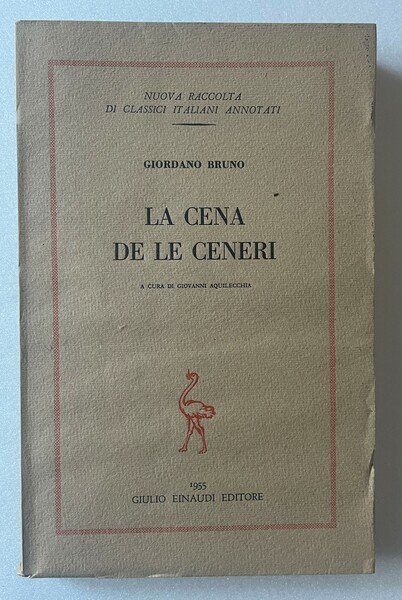 NUOVA RACCOLTA
DI CLASSICI ITALIANI ANNOTATI
GIORDANO BRUNO
LA CENA
DE LE CENERI
A CURA DI GIOVANNI AQUILECCHIA
1955
GIULIO EINAUDI EDITORE